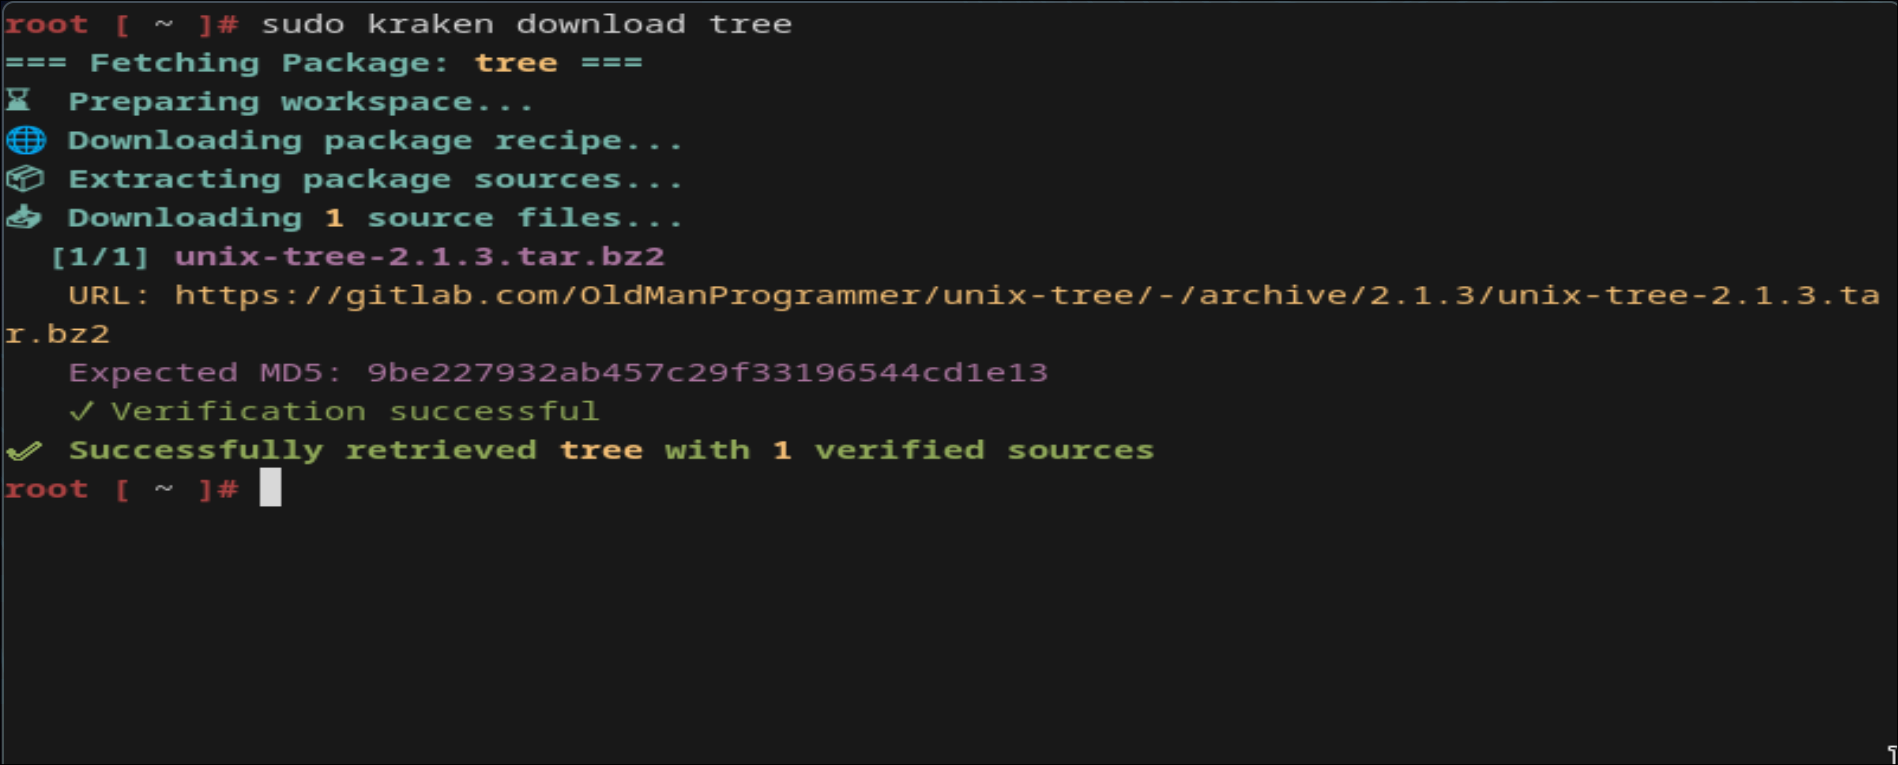 root [ ~ ]# sudo kraken download tree
=== Fetching Package: tree ===
Preparing workspace...
Downloading package recipe...
Extracting package sources...
Downloading 1 source files...
[1/1] unix-tree-2.1.3.tar.bz2
URL: https://gitlab.com/OldManProgrammer/unix-tree/-/archive/2.1.3/unix-tree-2.1.3.ta
r.bz2
Expected MD5: 9be227932ab457c29f33196544cd1e13
✓ Verification successful
✓ Successfully retrieved tree with 1 verified sources
root [ ~ ]#